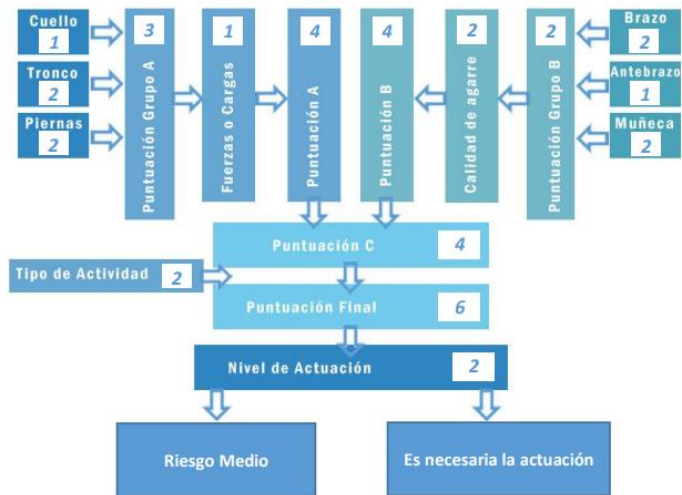 Cuello
1
Tronco
2
Piernas
2
3
Puntuación Grupo A
1
Fuerzas o Cargas
4
Puntuación A
4
Puntuación B
2
Calidad de agarre
2
Puntuación Grupo B
Brazo
2
Antebrazo
1
Muñeca
2
Puntuación C 4
Tipo de Actividad 2
Puntuación Final 6
Nivel de Actuación 2
Riesgo Medio
Es necesaria la actuación